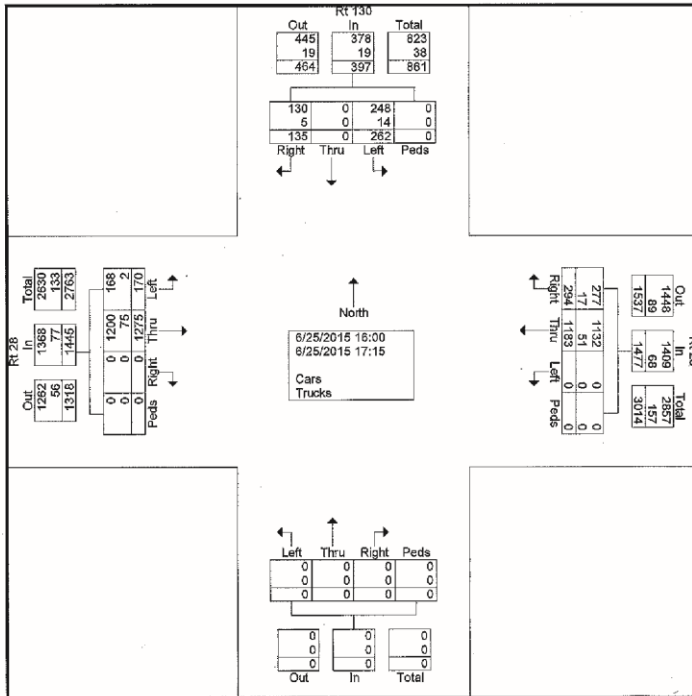 Rt 130
Out In Total
445 378 823
19 19 38
464 397 861
130 0 248 0
5 0 14 0
135 0 262 0
Right Thru Left Peds
Rt 28
Total In Out
2630 1368 1262
133 77 56
2763 1445 1318
Left Thru Right Peds
168 1200 0 0
2 75 0 0
170 1275 0 0
North
6/25/2015 16:00
6/25/2015 17:15
Cars
Trucks
Right Thru Left Peds
277 1132 0 0
17 51 0 0
294 1183 0 0
Out In Total
1448 1409 2857
89 68 157
1537 1477 3014
Left Thru Right Peds
0 0 0 0
0 0 0 0
0 0 0 0
0 0 0
0 0 0
0 0 0
Out In Total